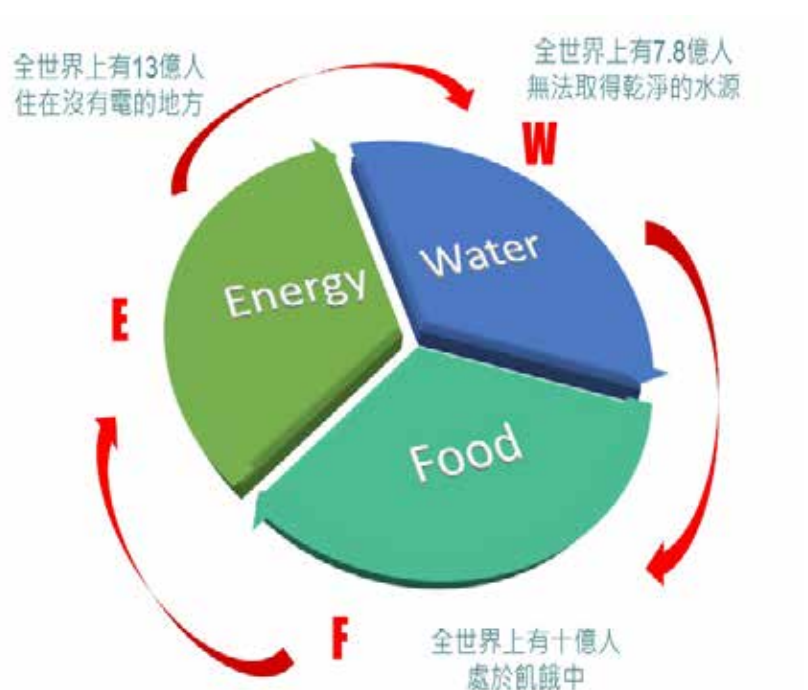 全世界上有13億人
住在沒有電的地方
全世界上有7.8億人
無法取得乾淨的水源
W
Water
Energy
E
Food
F
全世界上有十億人
處於飢餓中